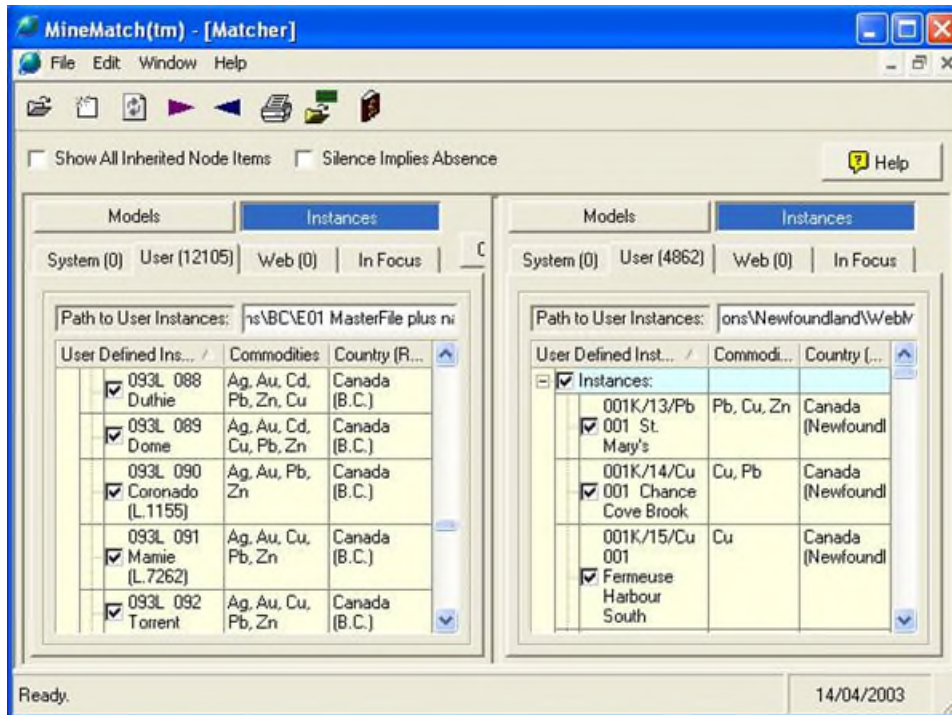 MineMatch(tm) - [Matcher]
File Edit Window Help
Show All Inherited Node Items Silence Implies Absence Help
Models Instances
System (0) User (12105) Web (0) In Focus
Path to User Instances: ns\BC\E01 MasterFile plus na
User Defined Ins... Commodities Country (R...
093L 088 Duthie Ag, Au, Cd, Pb, Zn, Cu Canada (B.C.)
093L 089 Dome Ag, Au, Cd, Cu, Pb, Zn Canada (B.C.)
093L 090 Coronado (L.1155) Ag, Au, Pb, Zn Canada (B.C.)
093L 091 Mamie (L.7262) Ag, Au, Cu, Pb, Zn Canada (B.C.)
093L 092 Torrent Ag, Au, Cu, Pb, Zn Canada (B.C.)
Models Instances
System (0) User (4862) Web (0) In Focus
Path to User Instances: ons\Newfoundland\WebM
User Defined Inst... Commodi... Country (...
Instances:
001K/13/Pb 001 St. Mary's Pb, Cu, Zn Canada (Newfoundl
001K/14/Cu 001 Chance Cove Brook Cu, Pb Canada (Newfoundl
001K/15/Cu 001 Fermeuse Harbour South Cu Canada (Newfoundl
Ready. 14/04/2003